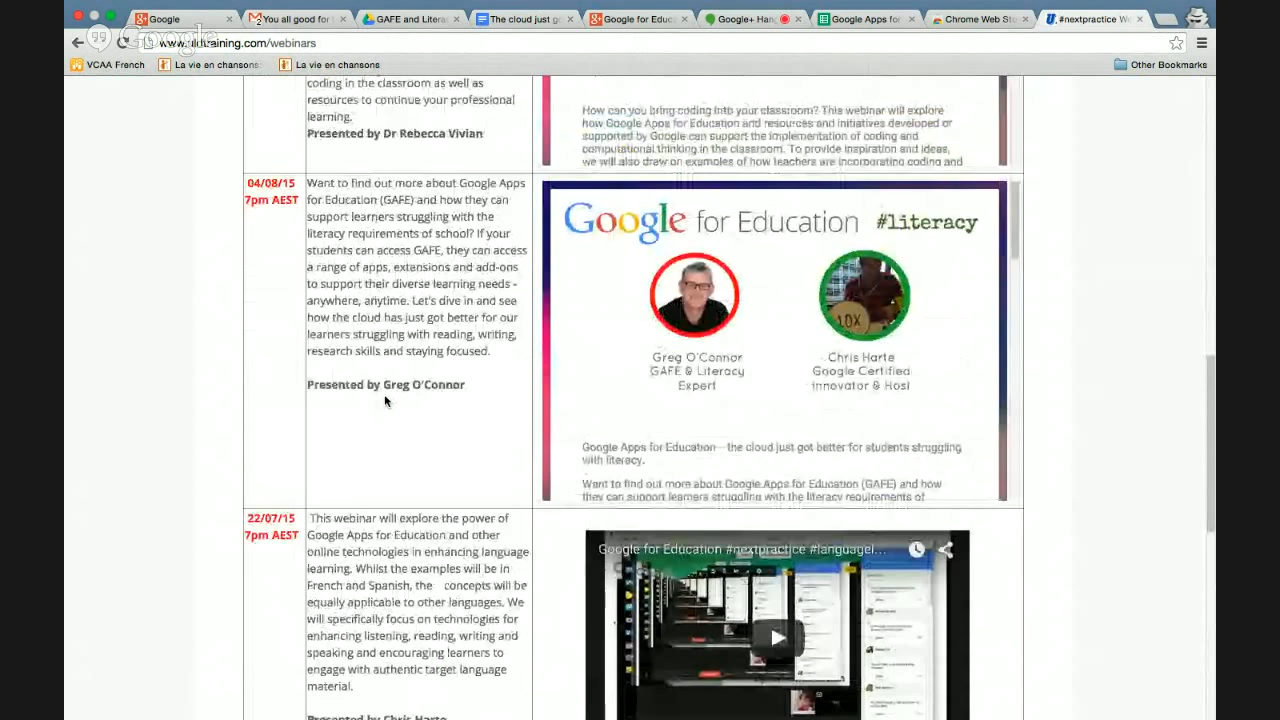 Google
You all good for
GAFE and Litera
The cloud just g
Google for Educ
Google+ Han
Google Apps for
Chrome Web St
#nextpractice We
Google
training.com/webinars
VCAA French
La vie en chansons
La vie en chansons
Other Bookmarks
coding in the classroom as well as
resources to continue your professional
learning.
Presented by Dr Rebecca Vivian
How can you bring coding into your classroom? This webinar will explore
how Google Apps for Education and resources and initiatives developed or
supported by Google can support the implementation of coding and
computational thinking in the classroom. To provide inspiration and ideas,
we will also draw on examples of how teachers are incorporating coding and
04/08/15
7pm AEST
Want to find out more about Google Apps
for Education (GAFE) and how they can
support learners struggling with the
literacy requirements of school? If your
students can access GAFE, they can access
a range of apps, extensions and add-ons
to support their diverse learning needs -
anywhere, anytime. Let's dive in and see
how the cloud has just got better for our
learners struggling with reading, writing,
research skills and staying focused.
Presented by Greg O'Connor
Google for Education #literacy
10X
Greg O'Connor
GAFE & Literacy
Expert
Chris Harte
Google Certified
Innovator & Host
Google Apps for Education - the cloud just got better for students struggling
with literacy.
Want to find out more about Google Apps for Education (GAFE) and how
they can support learners struggling with the literacy requirements of
22/07/15
7pm AEST
This webinar will explore the power of
Google Apps for Education and other
online technologies in enhancing language
learning. Whilst the examples will be in
French and Spanish, the concepts will be
equally applicable to other languages. We
will specifically focus on technologies for
enhancing listening, reading, writing and
speaking and encouraging learners to
engage with authentic target language
material.
Presented by Chris Harte
Google for Education #nextpractice #languagel...